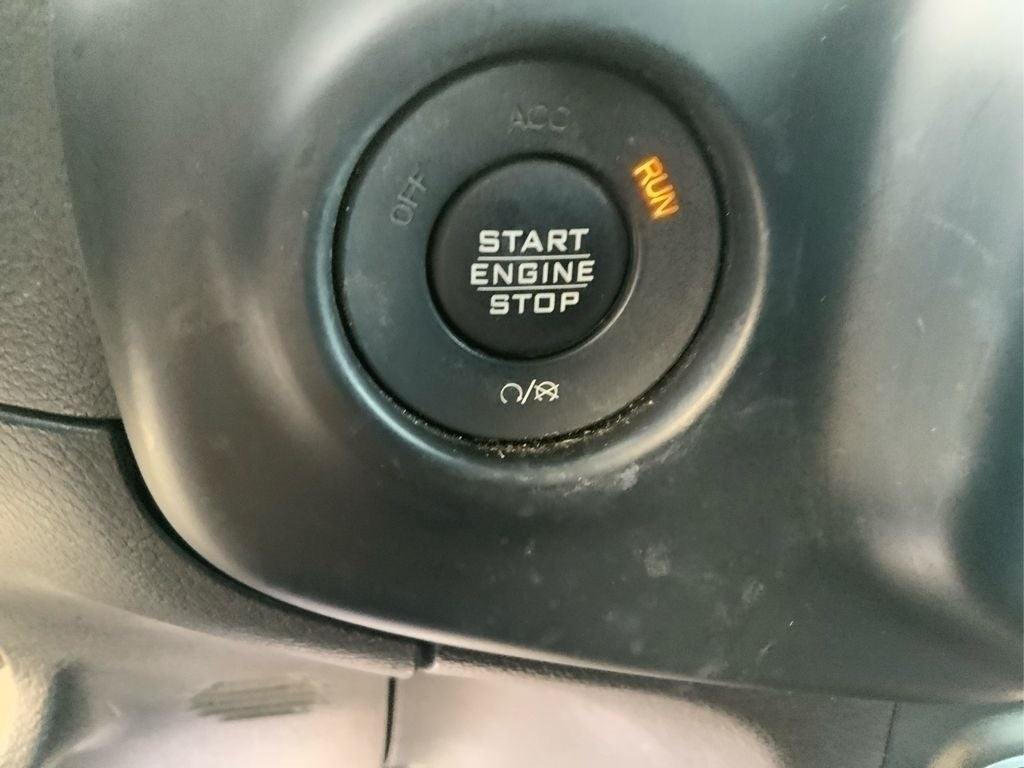 ACC
OFF
RUN
START
ENGINE
STOP